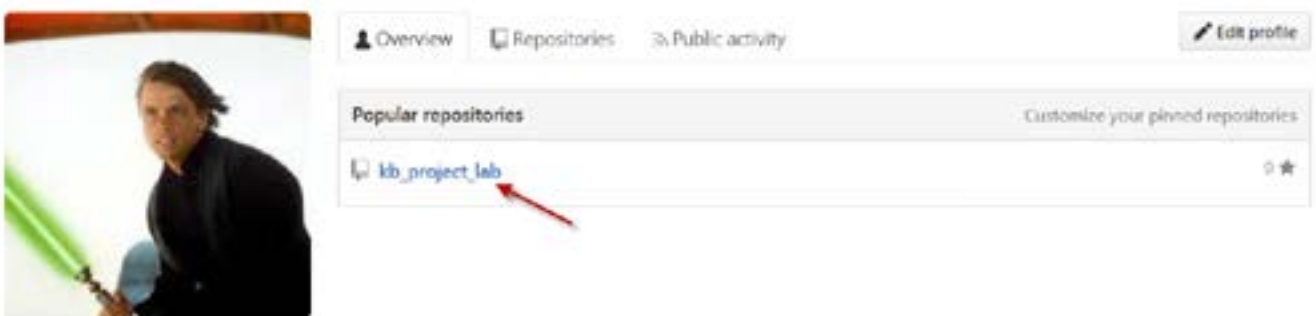 Overview Repositories Public activity Edit profile
Popular repositories Customize your pinned repositories
kb_project_lab 0